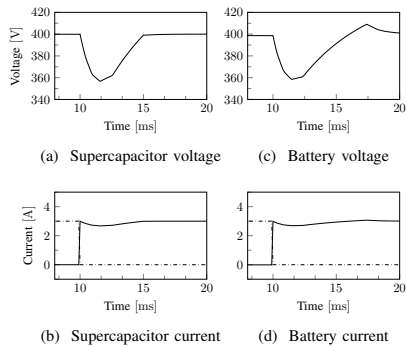 420
400
380
360
340
Voltage [V]
10 15 20
Time [ms]
(a) Supercapacitor voltage
420
400
380
360
340
10 15 20
Time [ms]
(c) Battery voltage
4
2
0
Current [A]
10 15 20
Time [ms]
(b) Supercapacitor current
4
2
0
10 15 20
Time [ms]
(d) Battery current